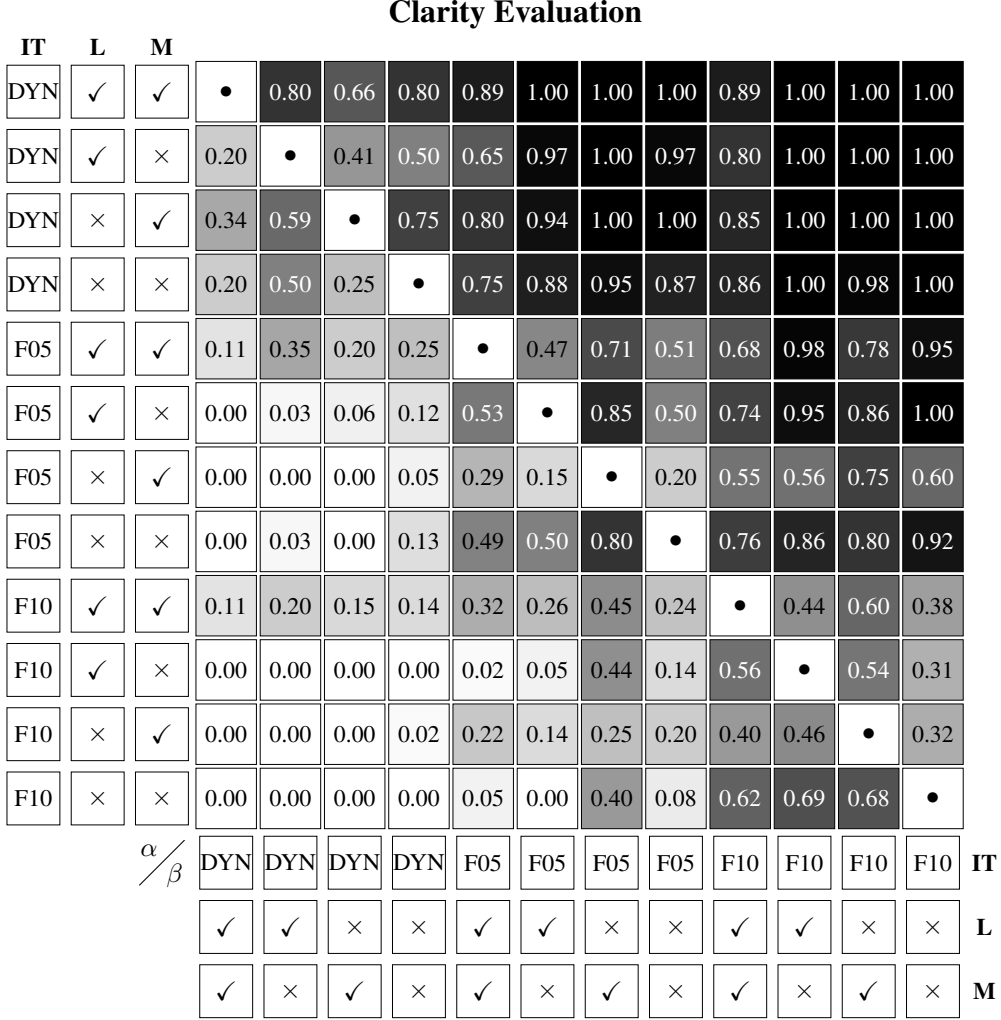 Clarity Evaluation
IT L M
DYN ✓ ✓ • 0.80 0.66 0.80 0.89 1.00 1.00 1.00 0.89 1.00 1.00 1.00
DYN ✓ × 0.20 • 0.41 0.50 0.65 0.97 1.00 0.97 0.80 1.00 1.00 1.00
DYN × ✓ 0.34 0.59 • 0.75 0.80 0.94 1.00 1.00 0.85 1.00 1.00 1.00
DYN × × 0.20 0.50 0.25 • 0.75 0.88 0.95 0.87 0.86 1.00 0.98 1.00
F05 ✓ ✓ 0.11 0.35 0.20 0.25 • 0.47 0.71 0.51 0.68 0.98 0.78 0.95
F05 ✓ × 0.00 0.03 0.06 0.12 0.53 • 0.85 0.50 0.74 0.95 0.86 1.00
F05 × ✓ 0.00 0.00 0.00 0.05 0.29 0.15 • 0.20 0.55 0.56 0.75 0.60
F05 × × 0.00 0.03 0.00 0.13 0.49 0.50 0.80 • 0.76 0.86 0.80 0.92
F10 ✓ ✓ 0.11 0.20 0.15 0.14 0.32 0.26 0.45 0.24 • 0.44 0.60 0.38
F10 ✓ × 0.00 0.00 0.00 0.00 0.02 0.05 0.44 0.14 0.56 • 0.54 0.31
F10 × ✓ 0.00 0.00 0.00 0.02 0.22 0.14 0.25 0.20 0.40 0.46 • 0.32
F10 × × 0.00 0.00 0.00 0.00 0.05 0.00 0.40 0.08 0.62 0.69 0.68 •
α/β DYN DYN DYN DYN F05 F05 F05 F05 F10 F10 F10 F10 IT
✓ ✓ × × ✓ ✓ × × ✓ ✓ × × L
✓ × ✓ × ✓ × ✓ × ✓ × ✓ × M